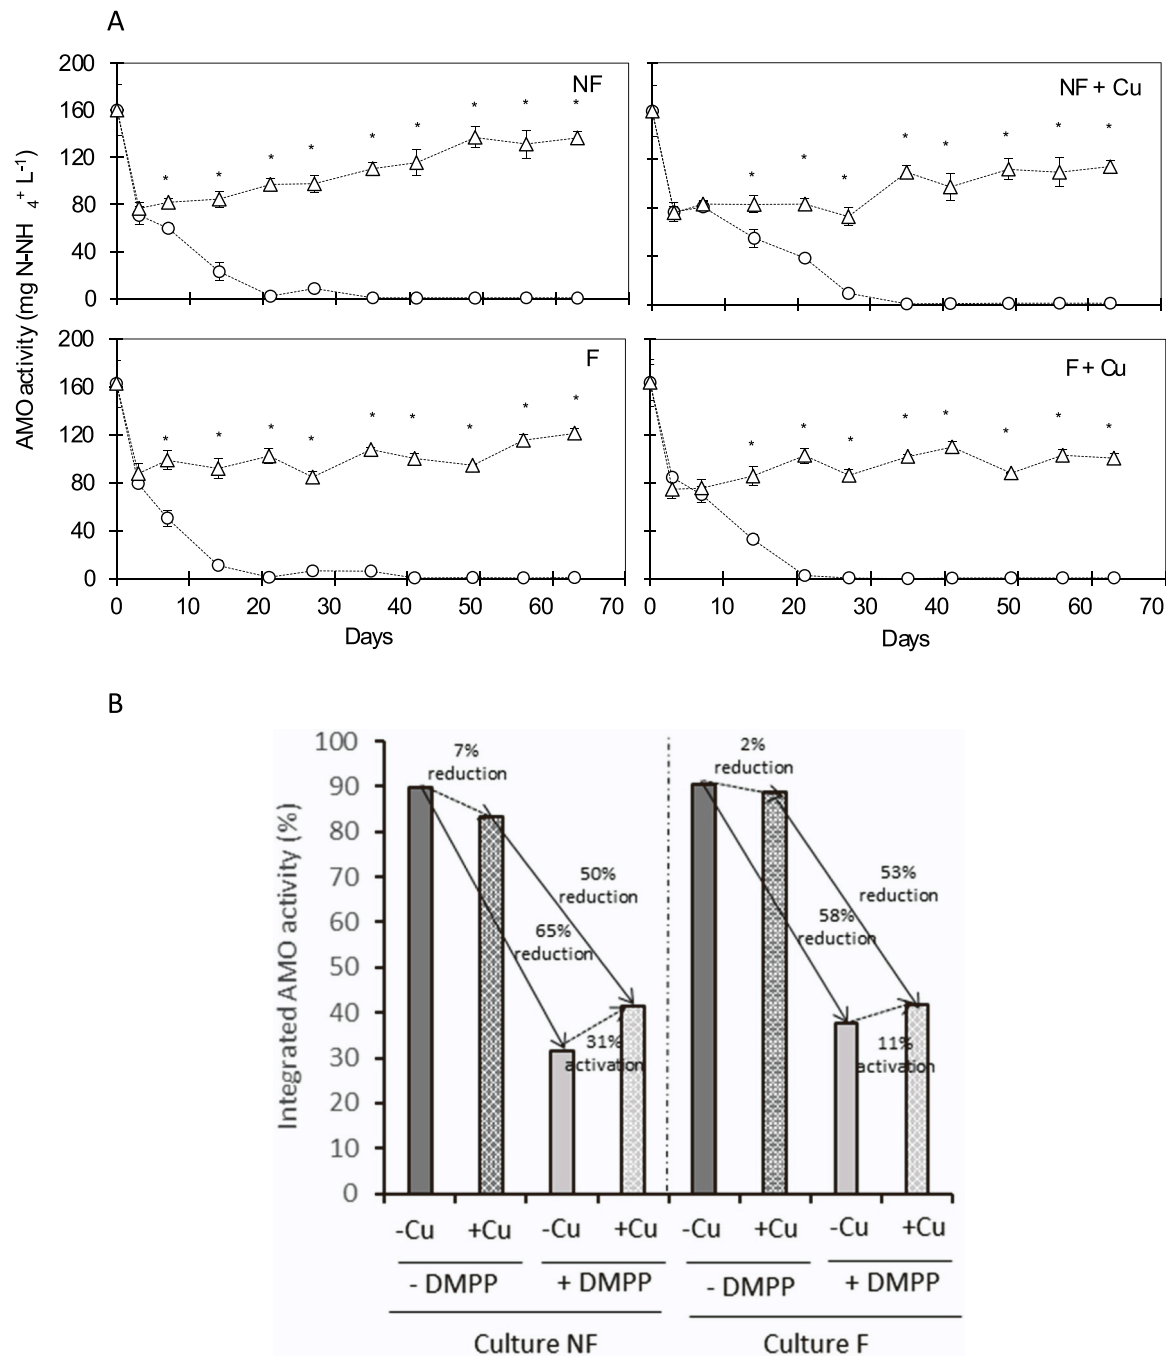 A
AMO activity (mg N-NH 4+ L-1)
200
160
120
80
40
0
NF
* * * * * * * * *
NF + Cu
* * * * * * * *
200
160
120
80
40
0
F
* * * * * * * * *
F + Cu
* * * * * * * *
0 10 20 30 40 50 60 70
Days
0 10 20 30 40 50 60 70
Days
B
Integrated AMO activity (%)
100
90
80
70
60
50
40
30
20
10
0
7%
reduction
50%
reduction
65%
reduction
31%
activation
2%
reduction
53%
reduction
58%
reduction
11%
activation
-Cu +Cu -Cu +Cu -Cu +Cu -Cu +Cu
- DMPP + DMPP - DMPP + DMPP
Culture NF Culture F